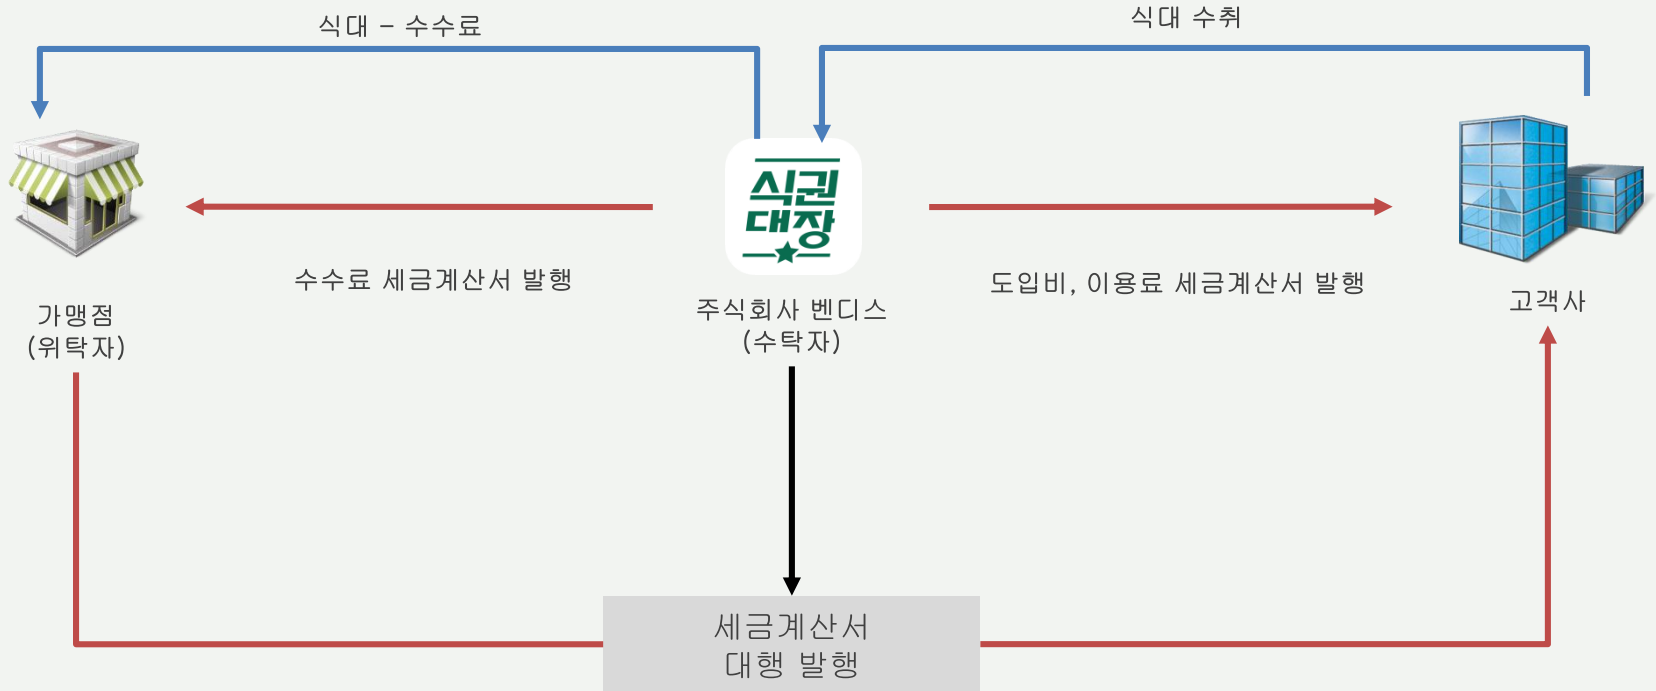 식대 – 수수료
식대 수취
식권
대장
수수료 세금계산서 발행
도입비, 이용료 세금계산서 발행
가맹점
(위탁자)
주식회사 벤디스
(수탁자)
고객사
세금계산서
대행 발행